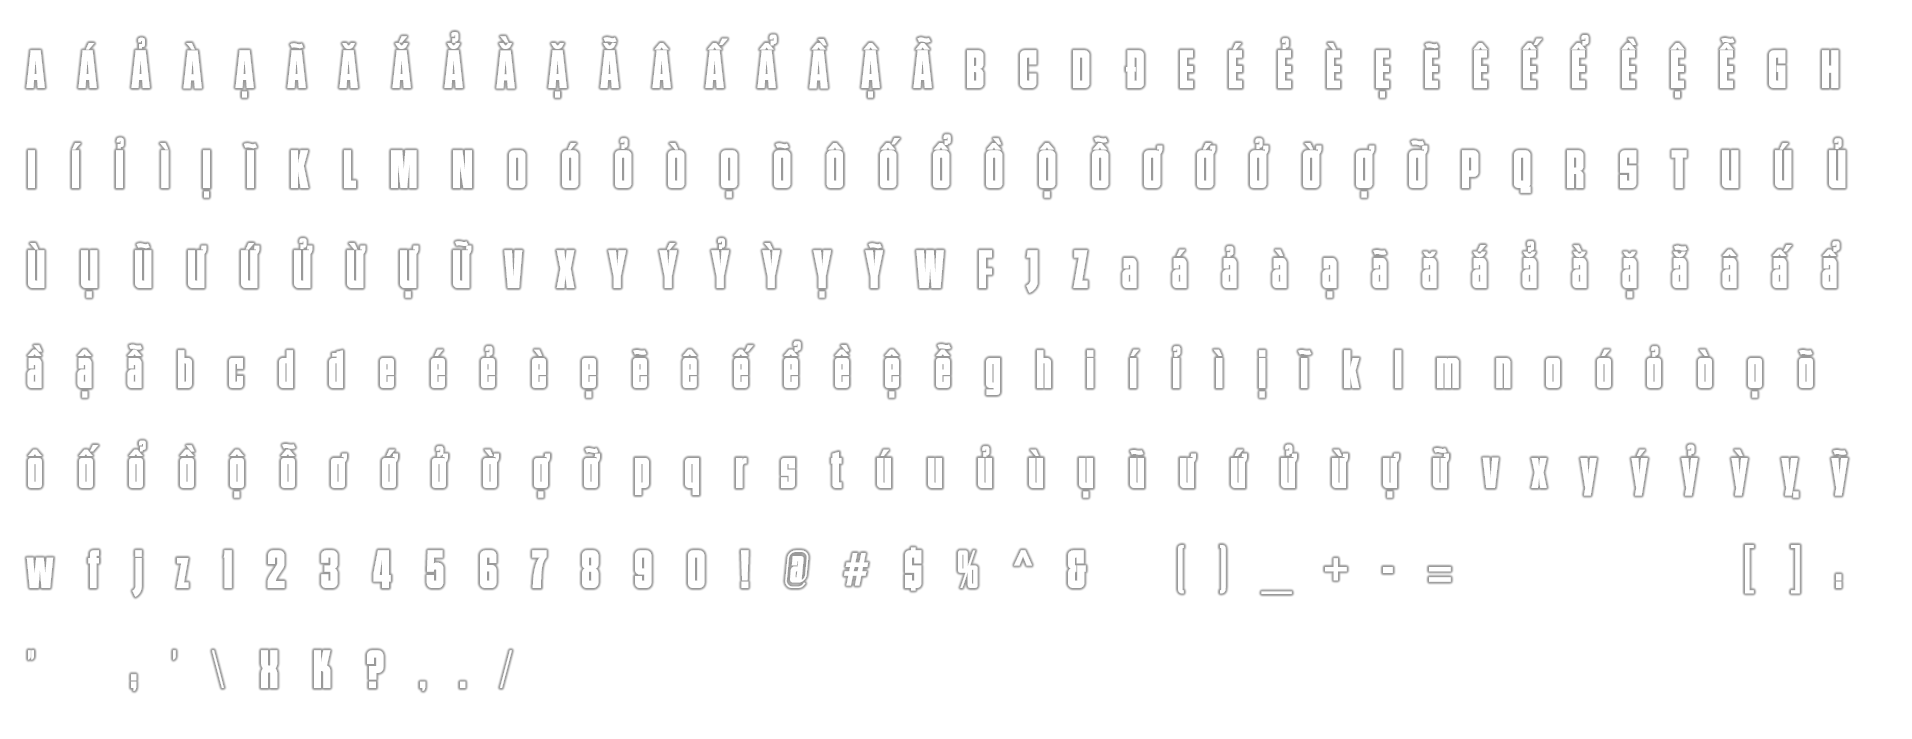 A Á Ả À Ạ Ã Ă Ắ Ẳ Ằ Ặ Ẵ Â Ấ Ẩ Ầ Ậ Ẫ B C D Đ E É Ẻ È Ẹ Ẽ Ê Ế Ể Ề Ệ Ễ G H
I Í Ỉ Ì Ị Ĩ K L M N O Ó Ỏ Ò Ọ Õ Ô Ố Ổ Ồ Ộ Ỗ Ơ Ớ Ở Ờ Ợ Ỡ P Q R S T U Ú Ủ
Ù Ụ Ũ Ư Ứ Ử Ừ Ự Ữ V X Y Ý Ỷ Ỳ Ỵ Ỹ W F J Z a á ả à ạ ã ă ắ ẳ ằ ặ ẵ â ấ ẩ
ầ ậ ẫ b c d đ e é ẻ è ẹ ẽ ê ế ể ề ệ ễ g h i í ỉ ì ị ĩ k l m n o ó ỏ ò ọ õ
ô ố ổ ồ ộ ỗ ơ ớ ở ờ ợ ỡ p q r s t ú u ủ ù ụ ũ ư ứ ử ừ ự ữ v x y ý ỷ ỳ ỵ ỹ
w f j z 1 2 3 4 5 6 7 8 9 0 ! @ # $ % ^ & ( ) _ + - = [ ] :
" ; ' \ Ж К ? , . /